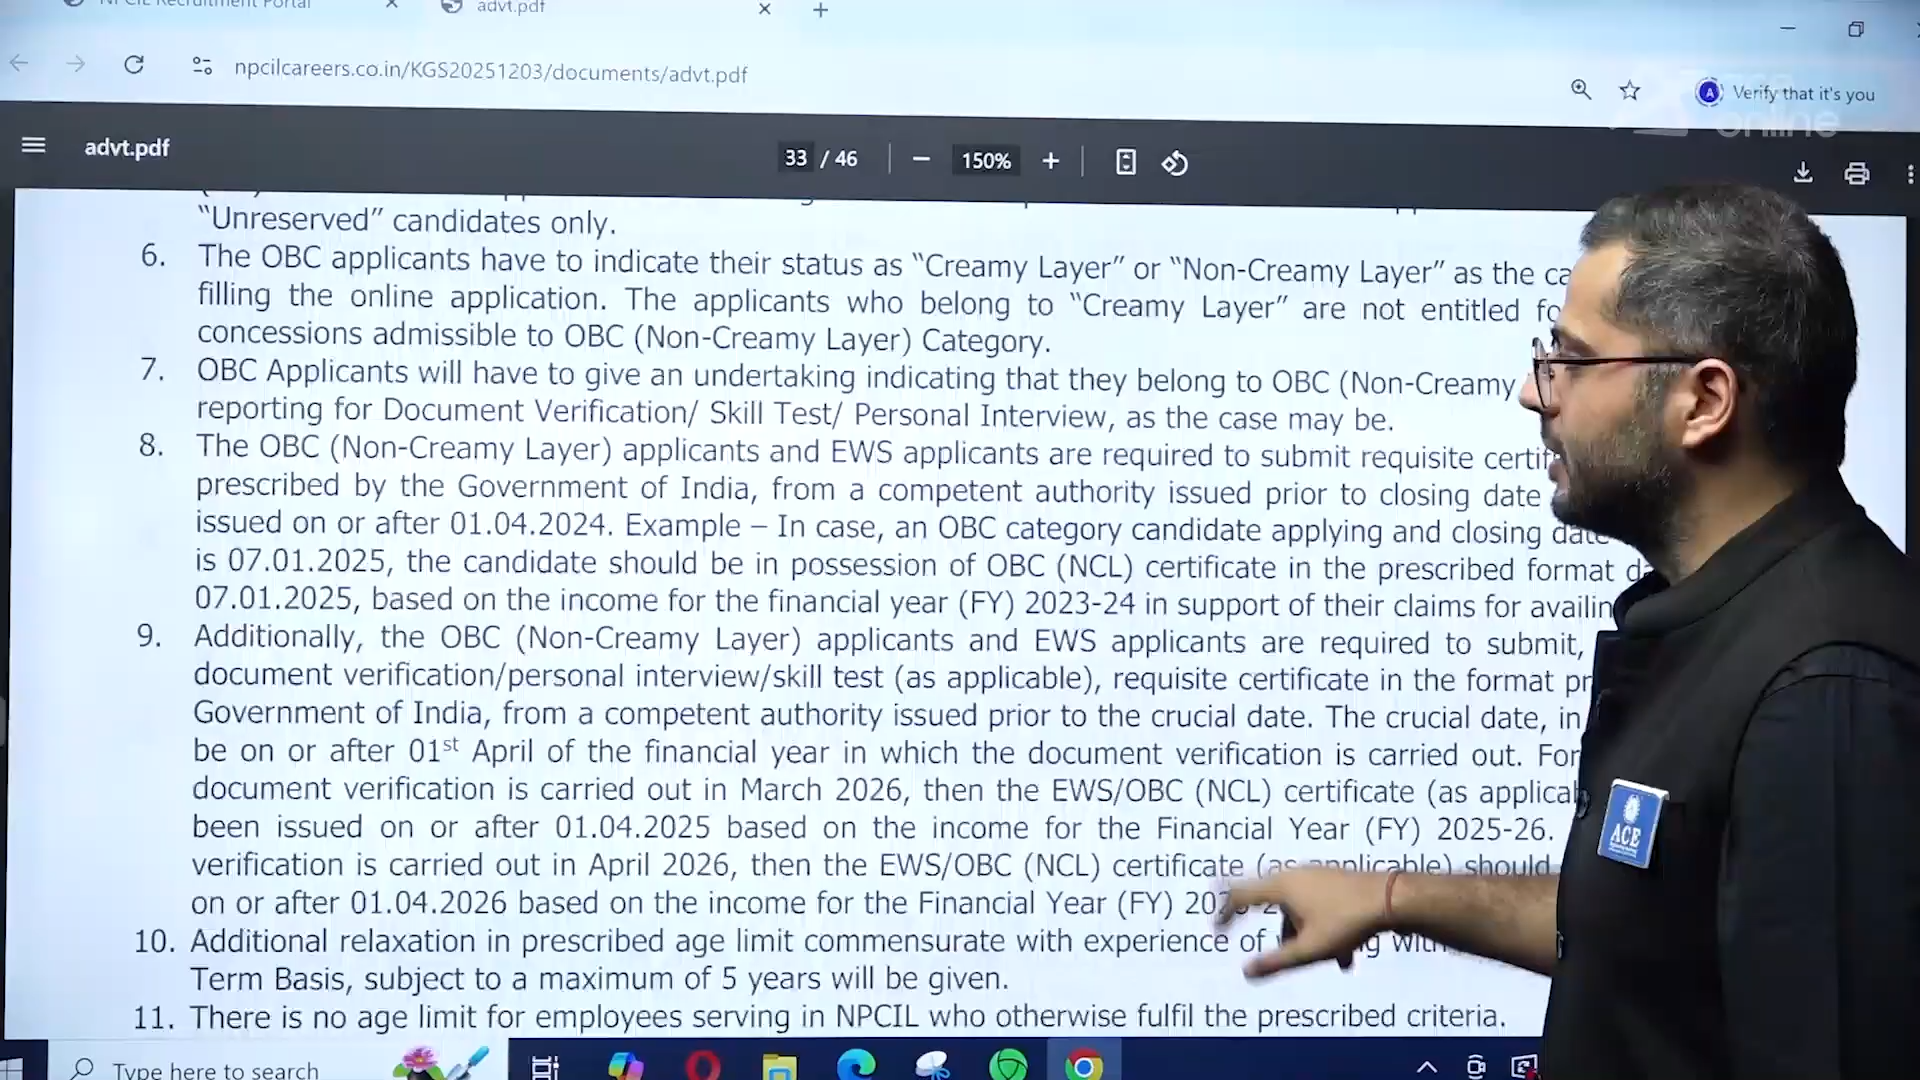 NPCIL Recruitment Portal
advt.pdf
npcilcareers.co.in/KGS20251203/documents/advt.pdf
A Verify that it's you
online
advt.pdf
33 / 46
150%
"Unreserved" candidates only.
6. The OBC applicants have to indicate their status as "Creamy Layer" or "Non-Creamy Layer" as the
filling the online application. The applicants who belong to "Creamy Layer" are not entitled
concessions admissible to OBC (Non-Creamy Layer) Category.
7. OBC Applicants will have to give an undertaking indicating that they belong to OBC (Non-Creamy
reporting for Document Verification/ Skill Test/ Personal Interview, as the case may be.
8. The OBC (Non-Creamy Layer) applicants and EWS applicants are required to submit requisite
prescribed by the Government of India, from a competent authority issued prior to closing date
issued on or after 01.04.2024. Example – In case, an OBC category candidate applying and closing date
is 07.01.2025, the candidate should be in possession of OBC (NCL) certificate in the prescribed format
07.01.2025, based on the income for the financial year (FY) 2023-24 in support of their claims for
9. Additionally, the OBC (Non-Creamy Layer) applicants and EWS applicants are required to submit,
document verification/personal interview/skill test (as applicable), requisite certificate in the format
Government of India, from a competent authority issued prior to the crucial date. The crucial date, in
be on or after 01st April of the financial year in which the document verification is carried out. For
document verification is carried out in March 2026, then the EWS/OBC (NCL) certificate (as
been issued on or after 01.04.2025 based on the income for the Financial Year (FY) 2025-26.
verification is carried out in April 2026, then the EWS/OBC (NCL) certificate (as applicable) should
on or after 01.04.2026 based on the income for the Financial Year (FY)
10. Additional relaxation in prescribed age limit commensurate with experience of
Term Basis, subject to a maximum of 5 years will be given.
11. There is no age limit for employees serving in NPCIL who otherwise fulfil the prescribed criteria.
ACE
Type here to search